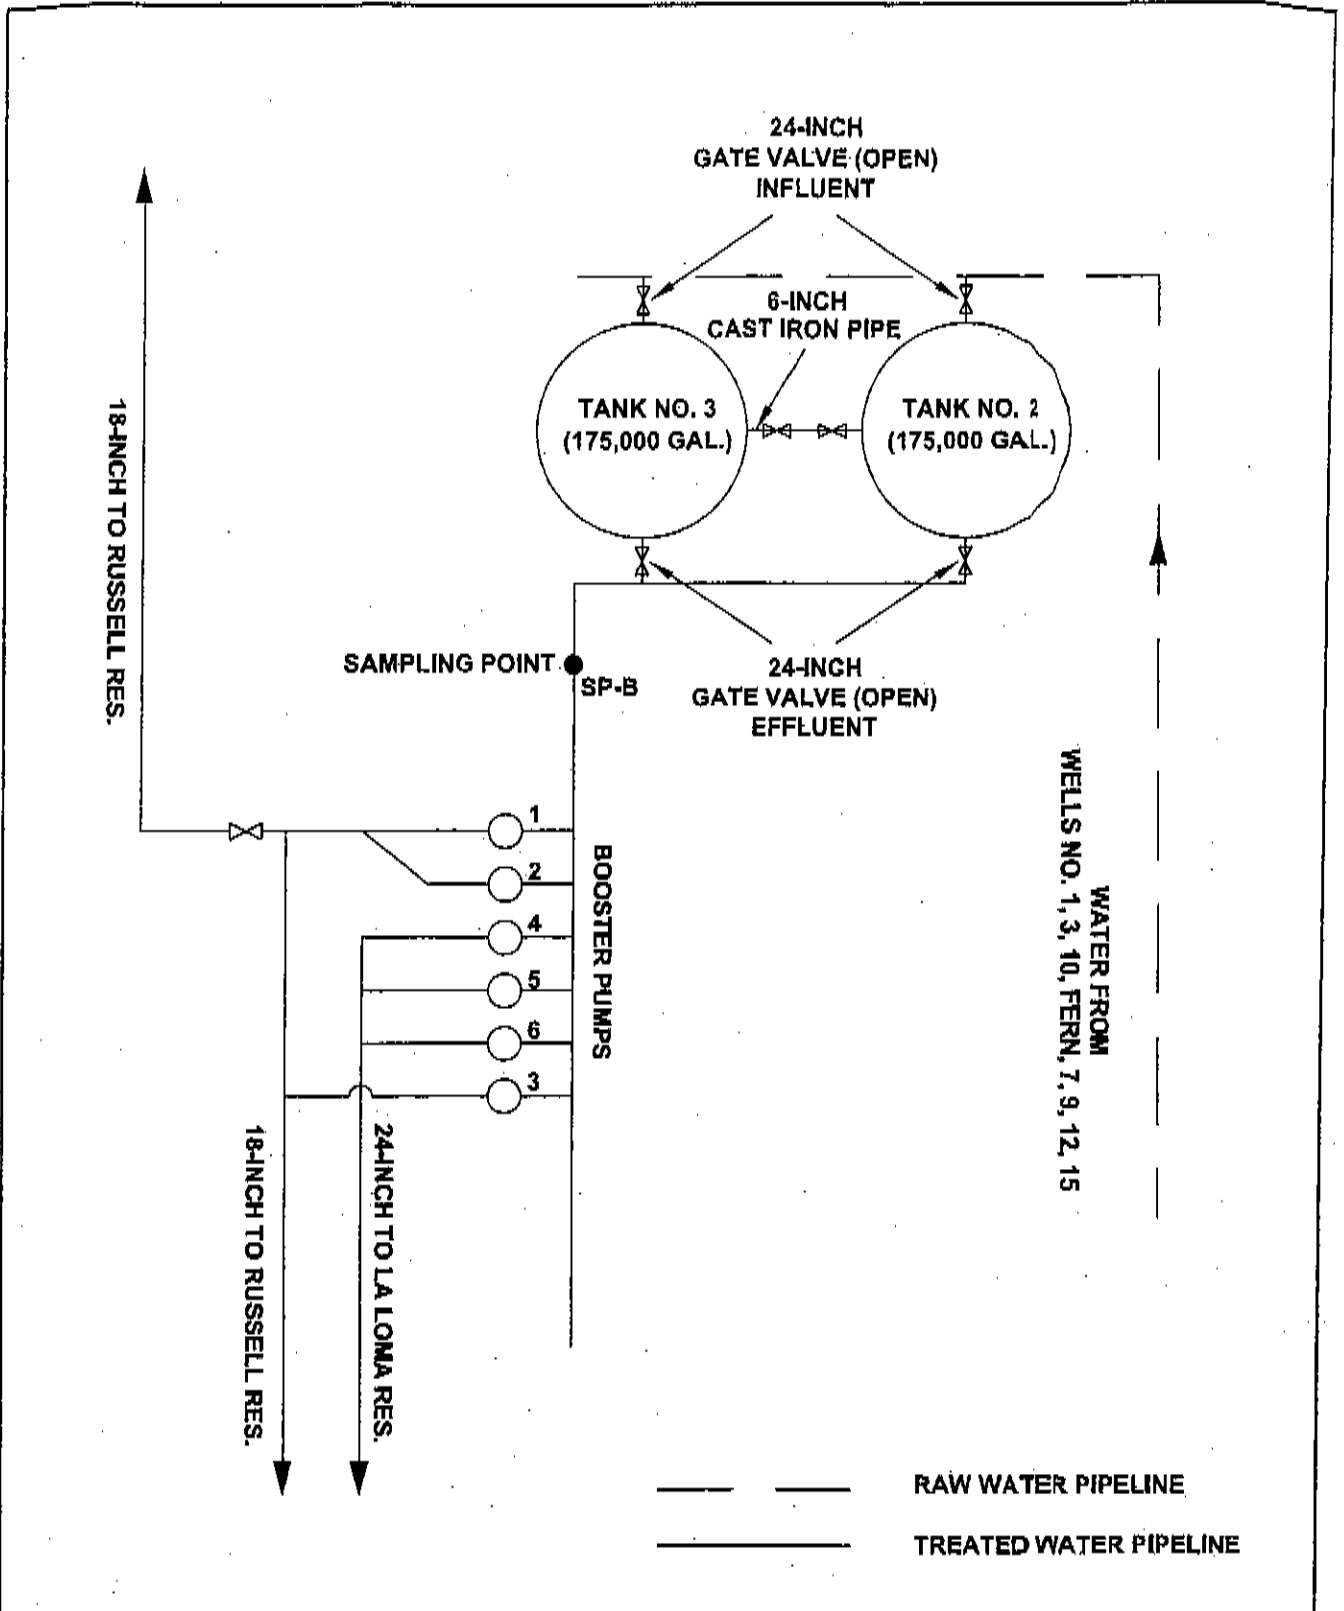 24-INCH
GATE VALVE (OPEN)
INFLUENT
6-INCH
CAST IRON PIPE
TANK NO. 3
(175,000 GAL.)
TANK NO. 2
(175,000 GAL.)
18-INCH TO RUSSELL RES.
SAMPLING POINT
SP-B
24-INCH
GATE VALVE (OPEN)
EFFLUENT
WATER FROM
WELLS NO. 1, 3, 10, FERN, 7, 9, 12, 15
1
2
4
5
6
3
BOOSTER PUMPS
18-INCH TO RUSSELL RES.
24-INCH TO LA LOMA RES.
RAW WATER PIPELINE
TREATED WATER PIPELINE